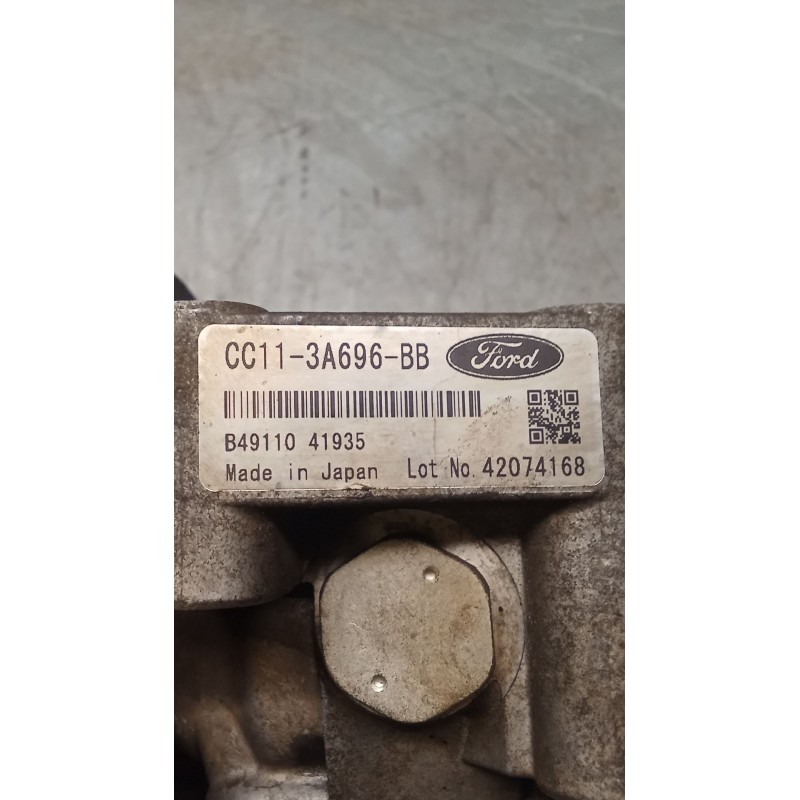 CC11-3A696-BB Ford
B49110 41935
Made in Japan Lot No. 42074168